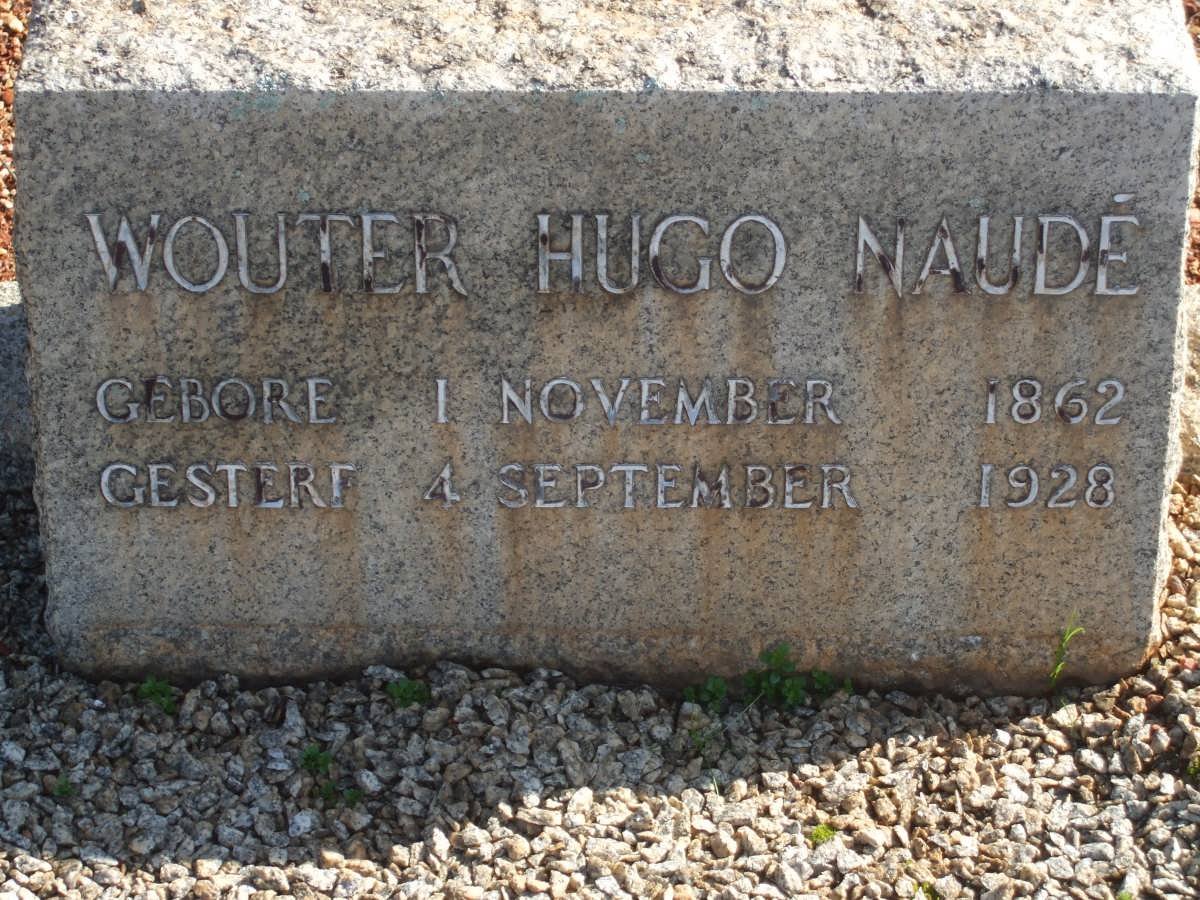 WOUTER HUGO NAUDÉ
GEBORE 1 NOVEMBER 1862
GESTERF 4 SEPTEMBER 1928